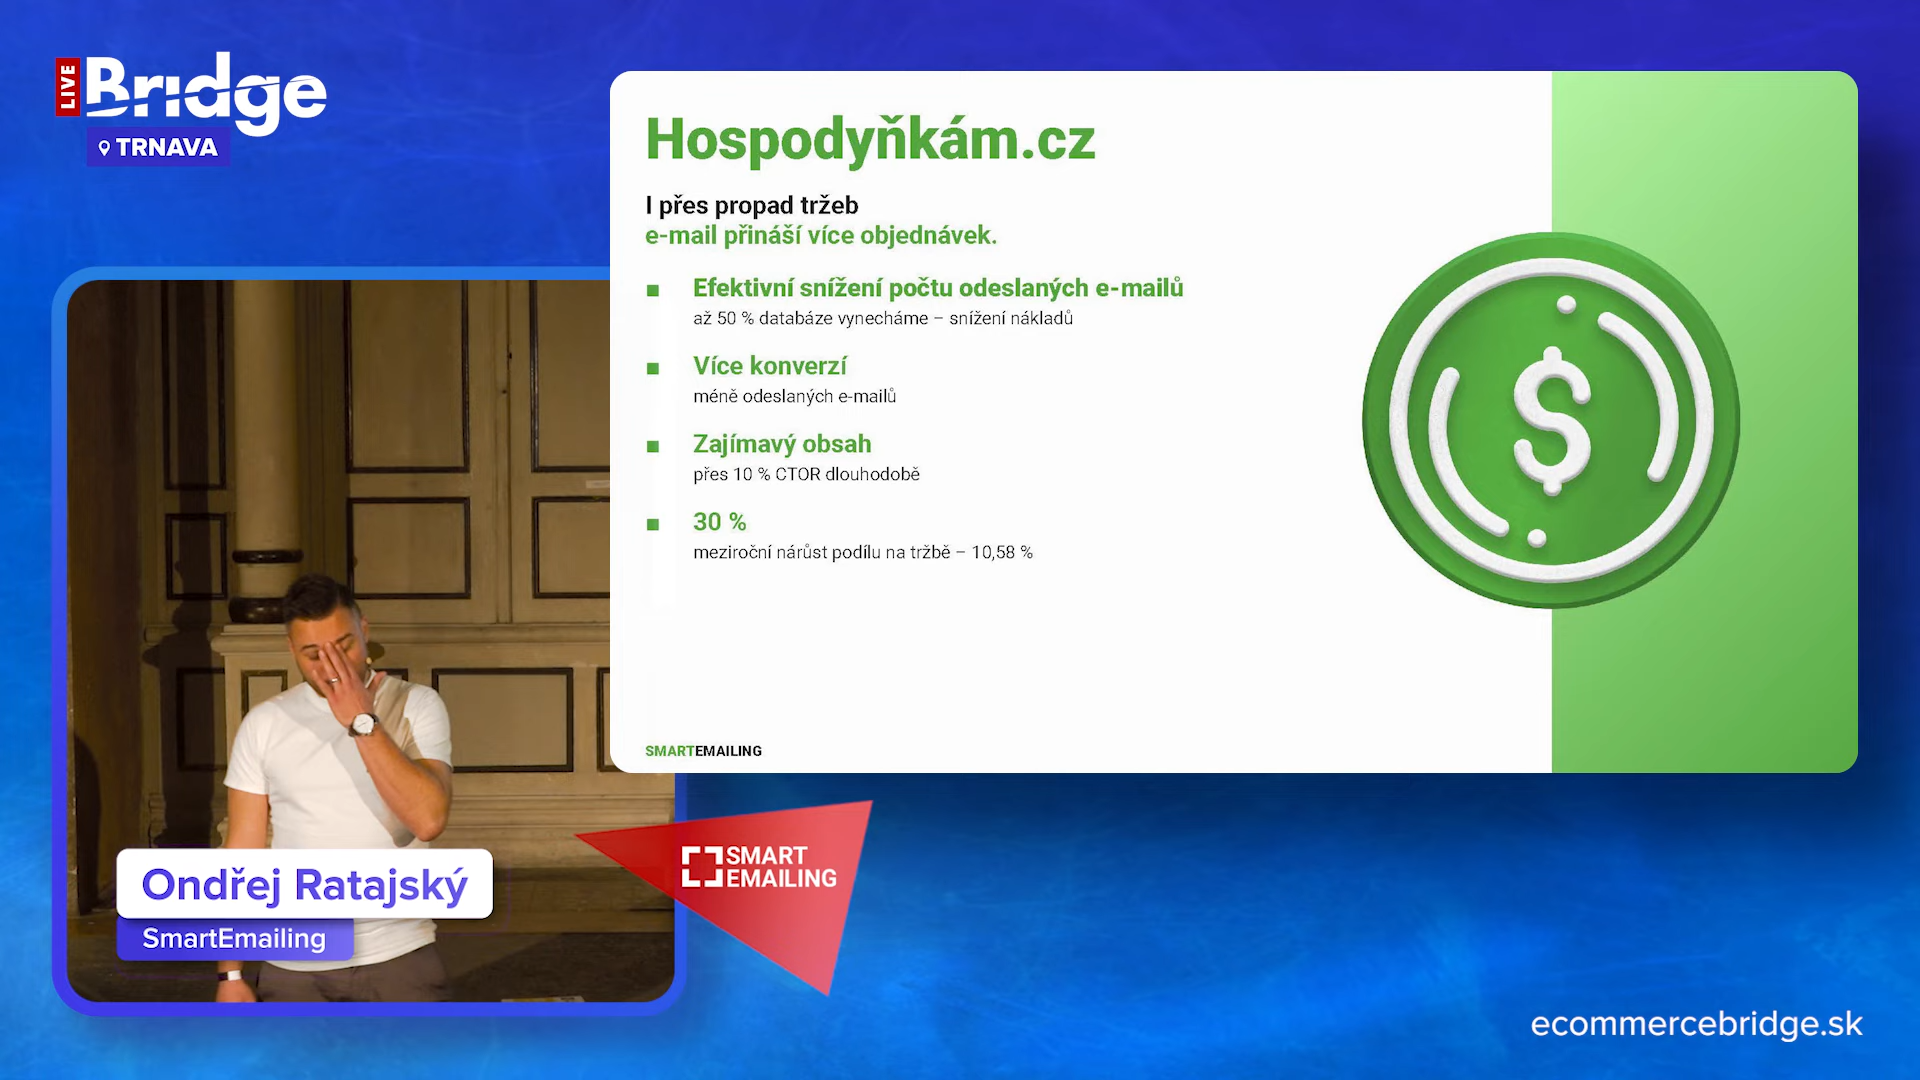 LIVE
Bridge
TRNAVA
Hospodyňkám.cz
I přes propad tržeb
e-mail přináší více objednávek.
Efektivní snížení počtu odeslaných e-mailů
až 50 % databáze vynecháme – snížení nákladů
Více konverzí
méně odeslaných e-mailů
Zajímavý obsah
přes 10 % CTOR dlouhodobě
30 %
meziroční nárůst podílu na tržbě – 10,58 %
SMARTEMAILING
SMART
EMAILING
Ondřej Ratajský
SmartEmailing
ecommercebridge.sk